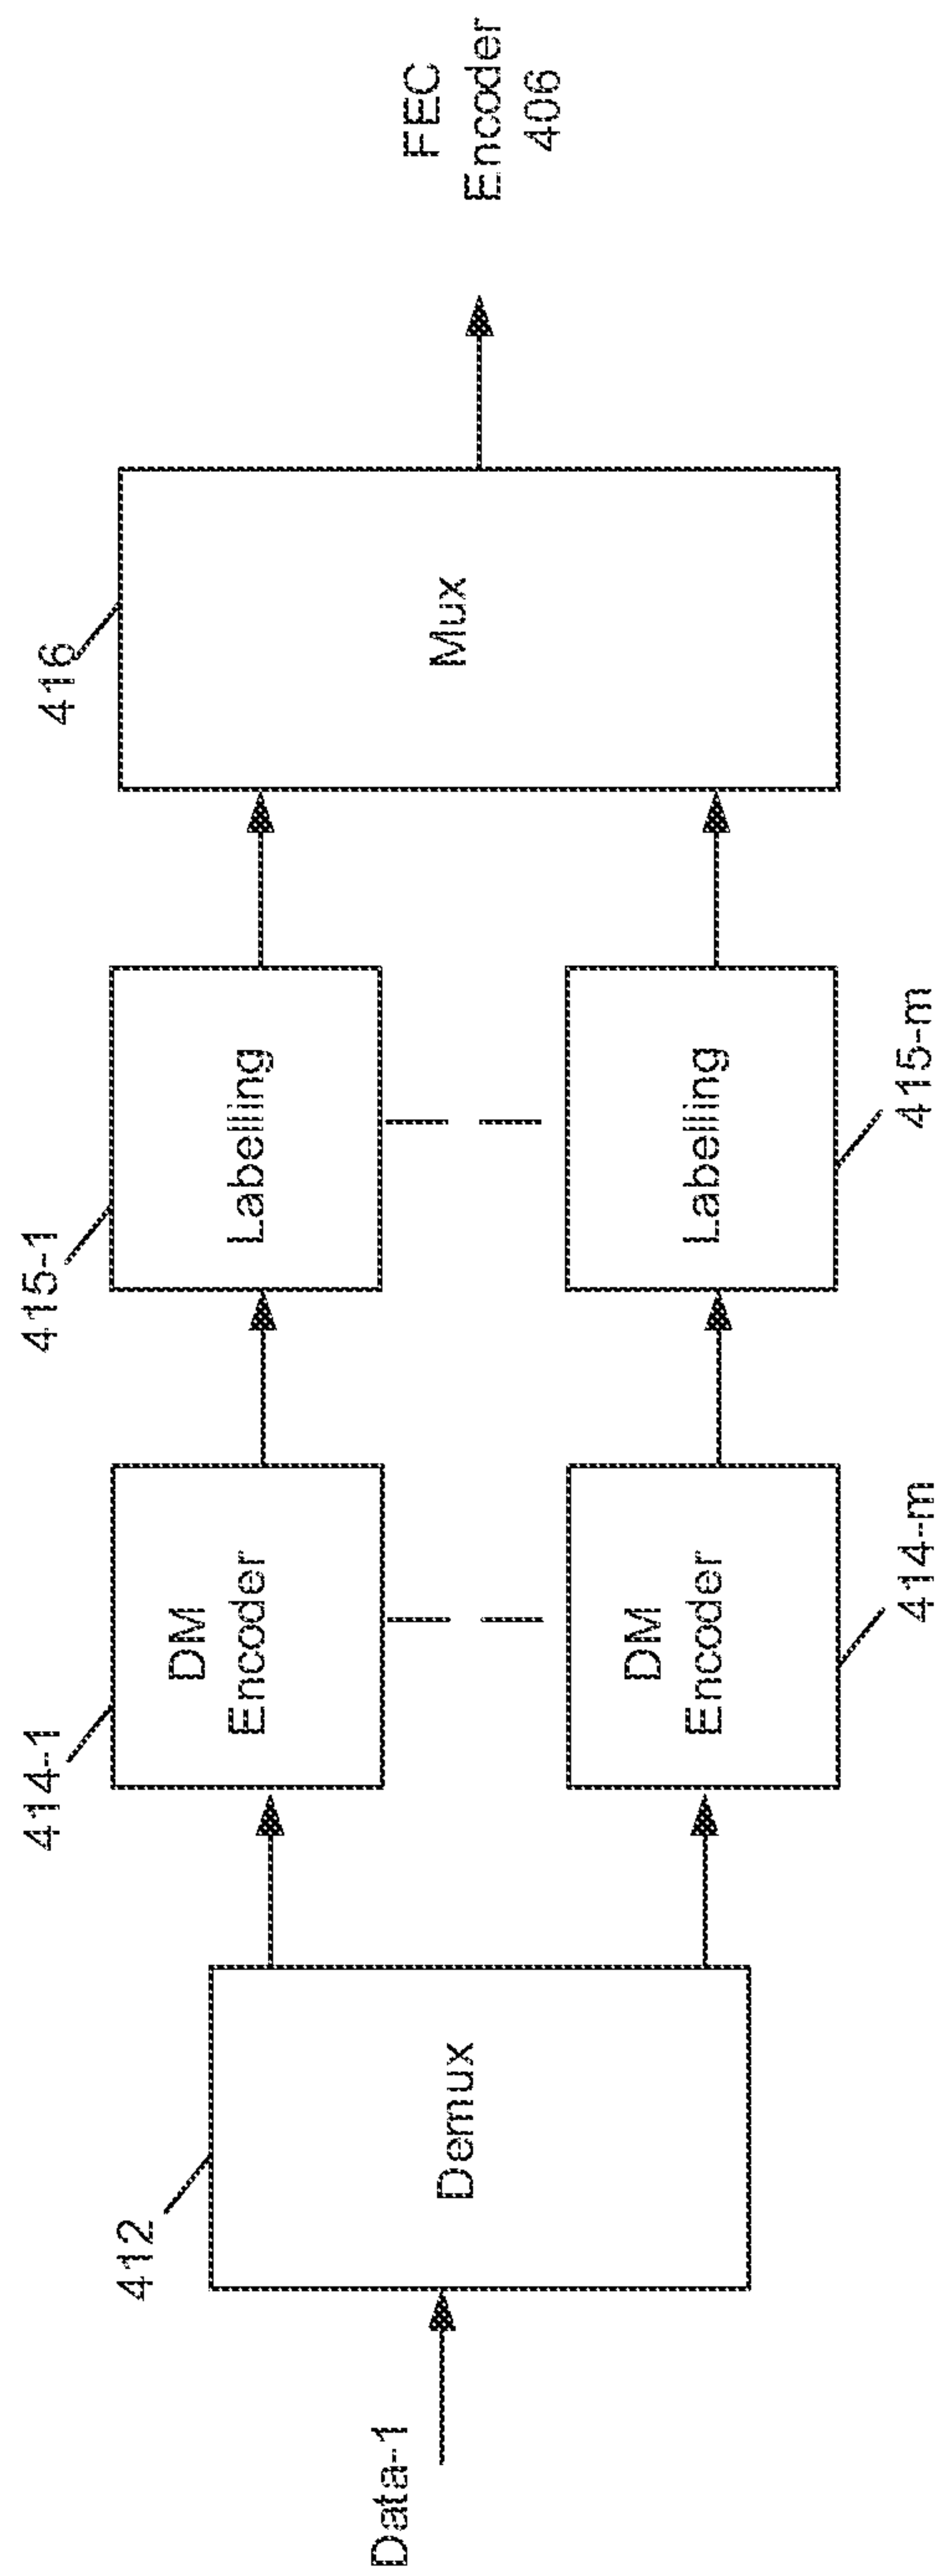 Data-1
412
Demux
414-1
DM
Encoder
DM
Encoder
414-m
415-1
Labelling
Labelling
415-m
416
Mux
FEC
Encoder
406